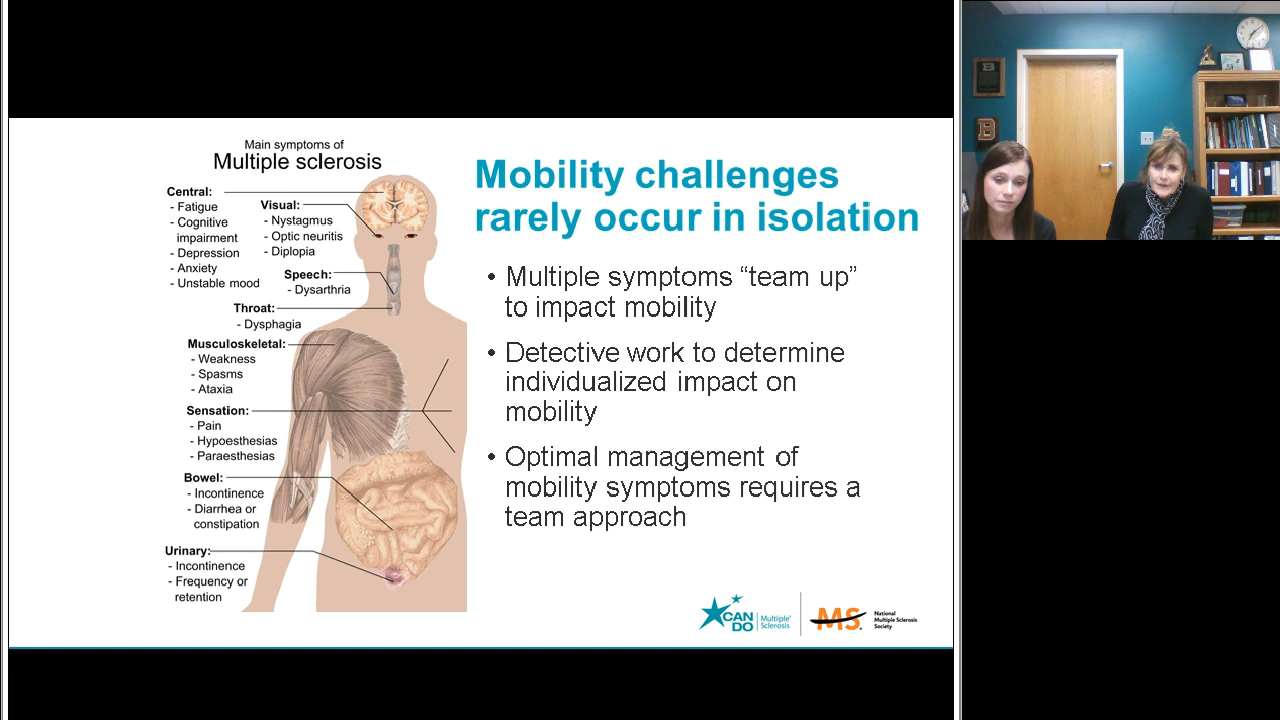 Main symptoms of
Multiple sclerosis
Central:
- Fatigue
- Cognitive
impairment
- Depression
- Anxiety
- Unstable mood
Visual:
- Nystagmus
- Optic neuritis
- Diplopia
Speech:
- Dysarthria
Throat:
- Dysphagia
Musculoskeletal:
- Weakness
- Spasms
- Ataxia
Sensation:
- Pain
- Hypoesthesias
- Paraesthesias
Bowel:
- Incontinence
- Diarrhea or
constipation
Urinary:
- Incontinence
- Frequency or
retention
Mobility challenges
rarely occur in isolation
• Multiple symptoms “team up”
to impact mobility
• Detective work to determine
individualized impact on
mobility
• Optimal management of
mobility symptoms requires a
team approach
CAN
DO
Multiple
Sclerosis
MS
National
Multiple Sclerosis
Society
B
B